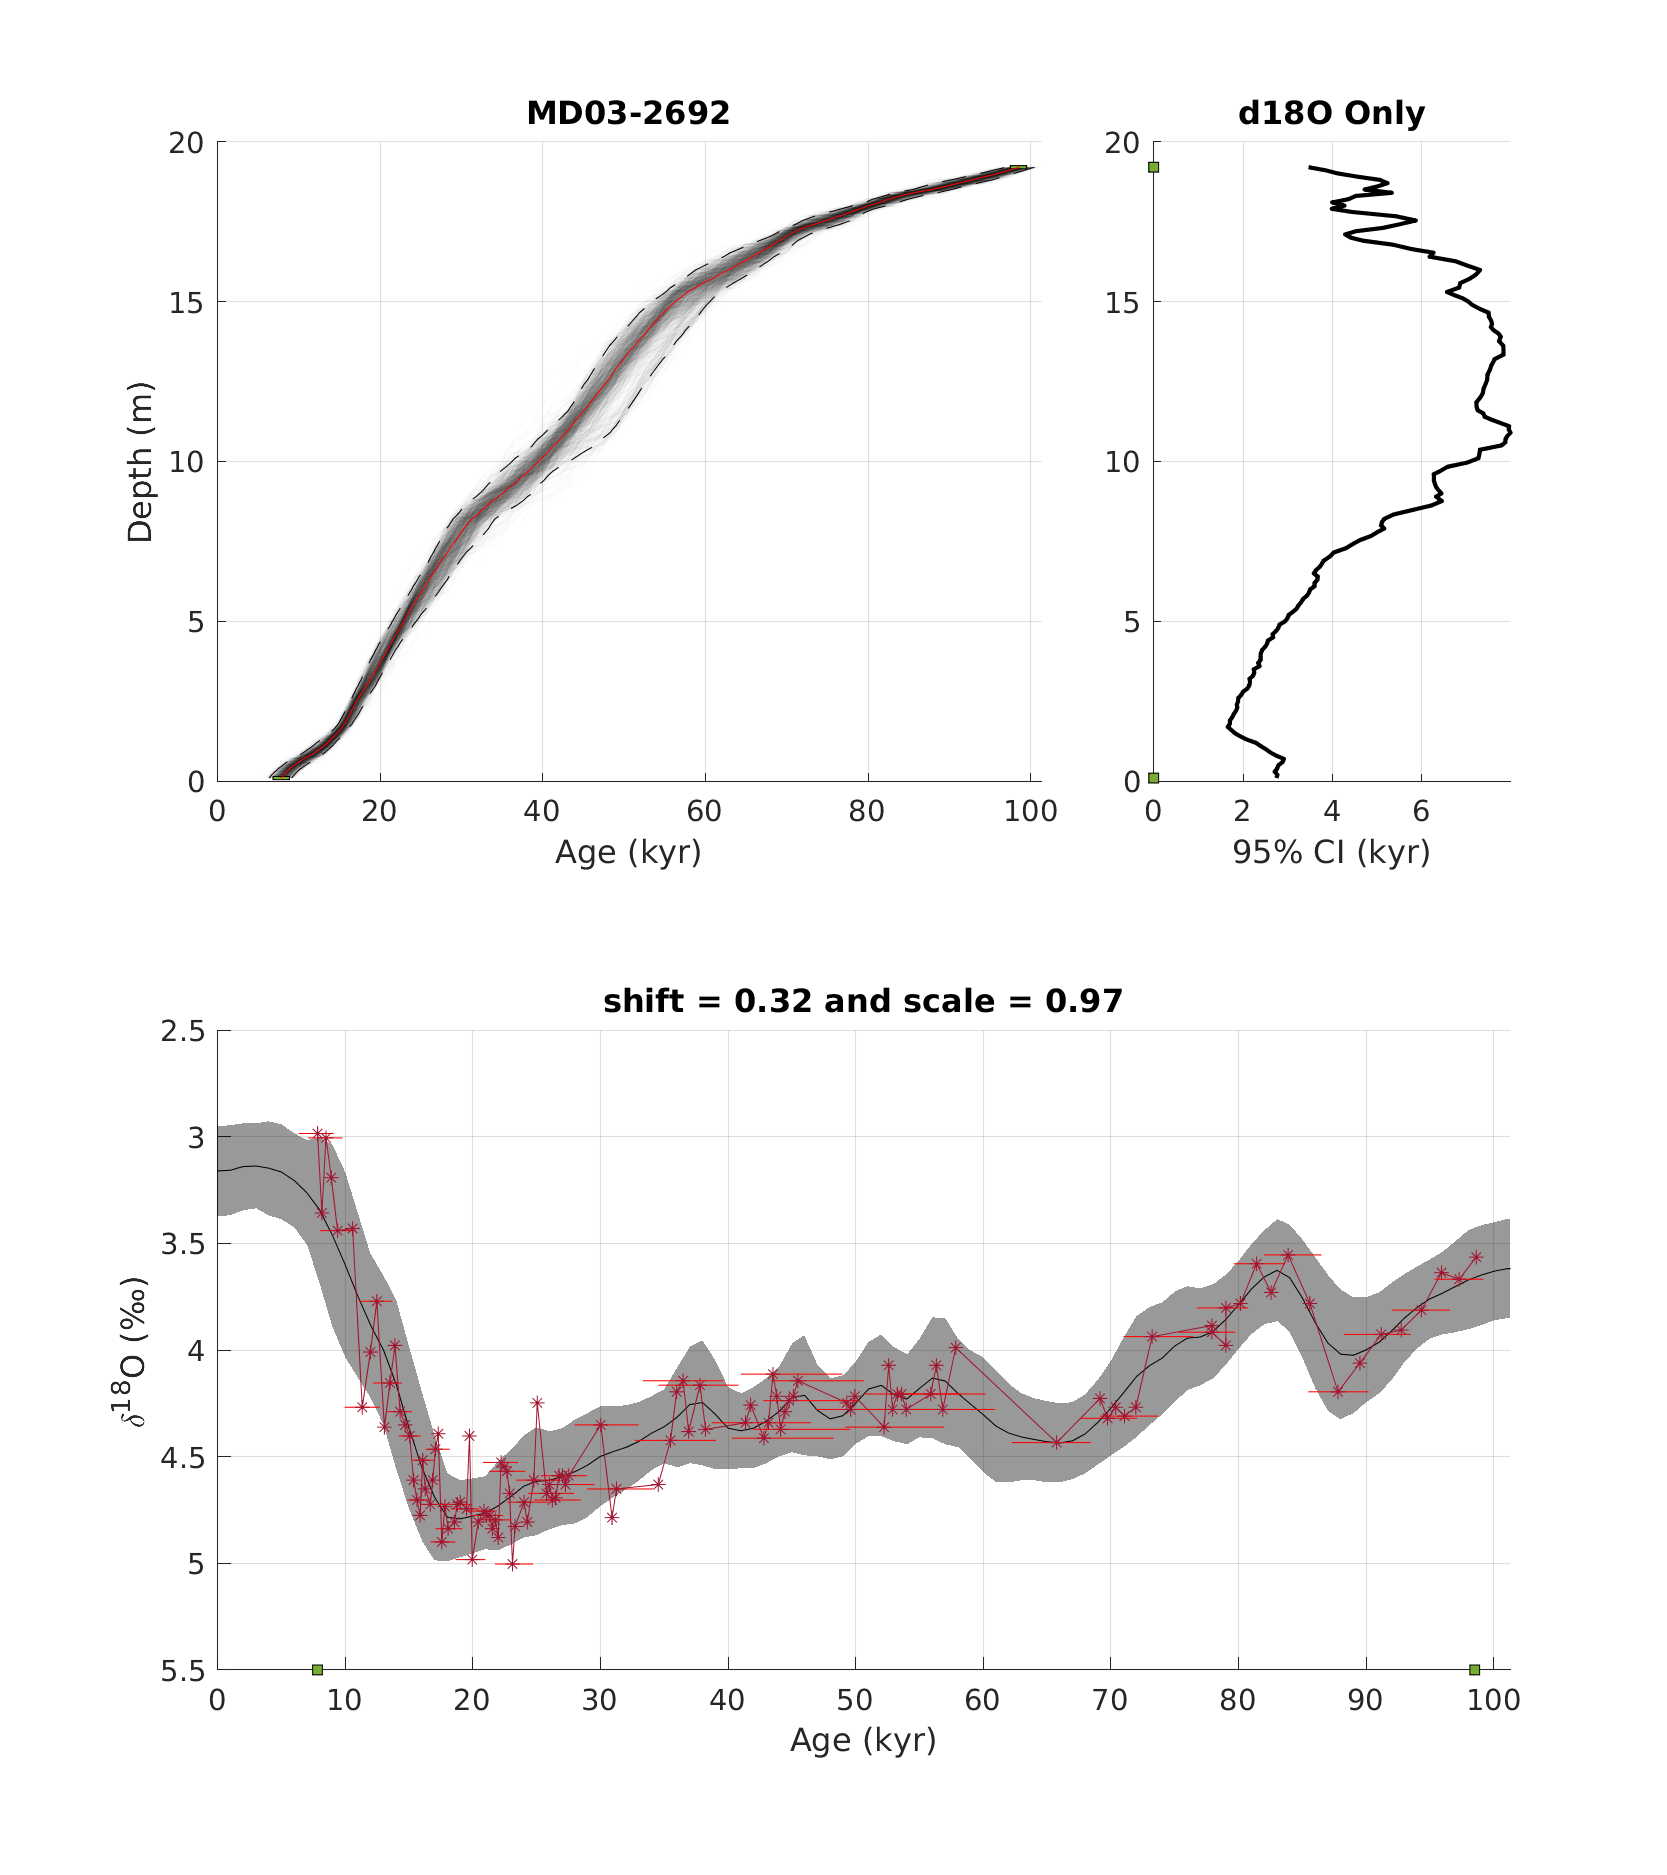 MD03-2692
d18O Only
20
15
10
5
0
Depth (m)
0 20 40 60 80 100
Age (kyr)
20
15
10
5
0
0 2 4 6
95% CI (kyr)
shift = 0.32 and scale = 0.97
2.5
3
3.5
4
4.5
5
5.5
δ18O (‰)
0 10 20 30 40 50 60 70 80 90 100
Age (kyr)